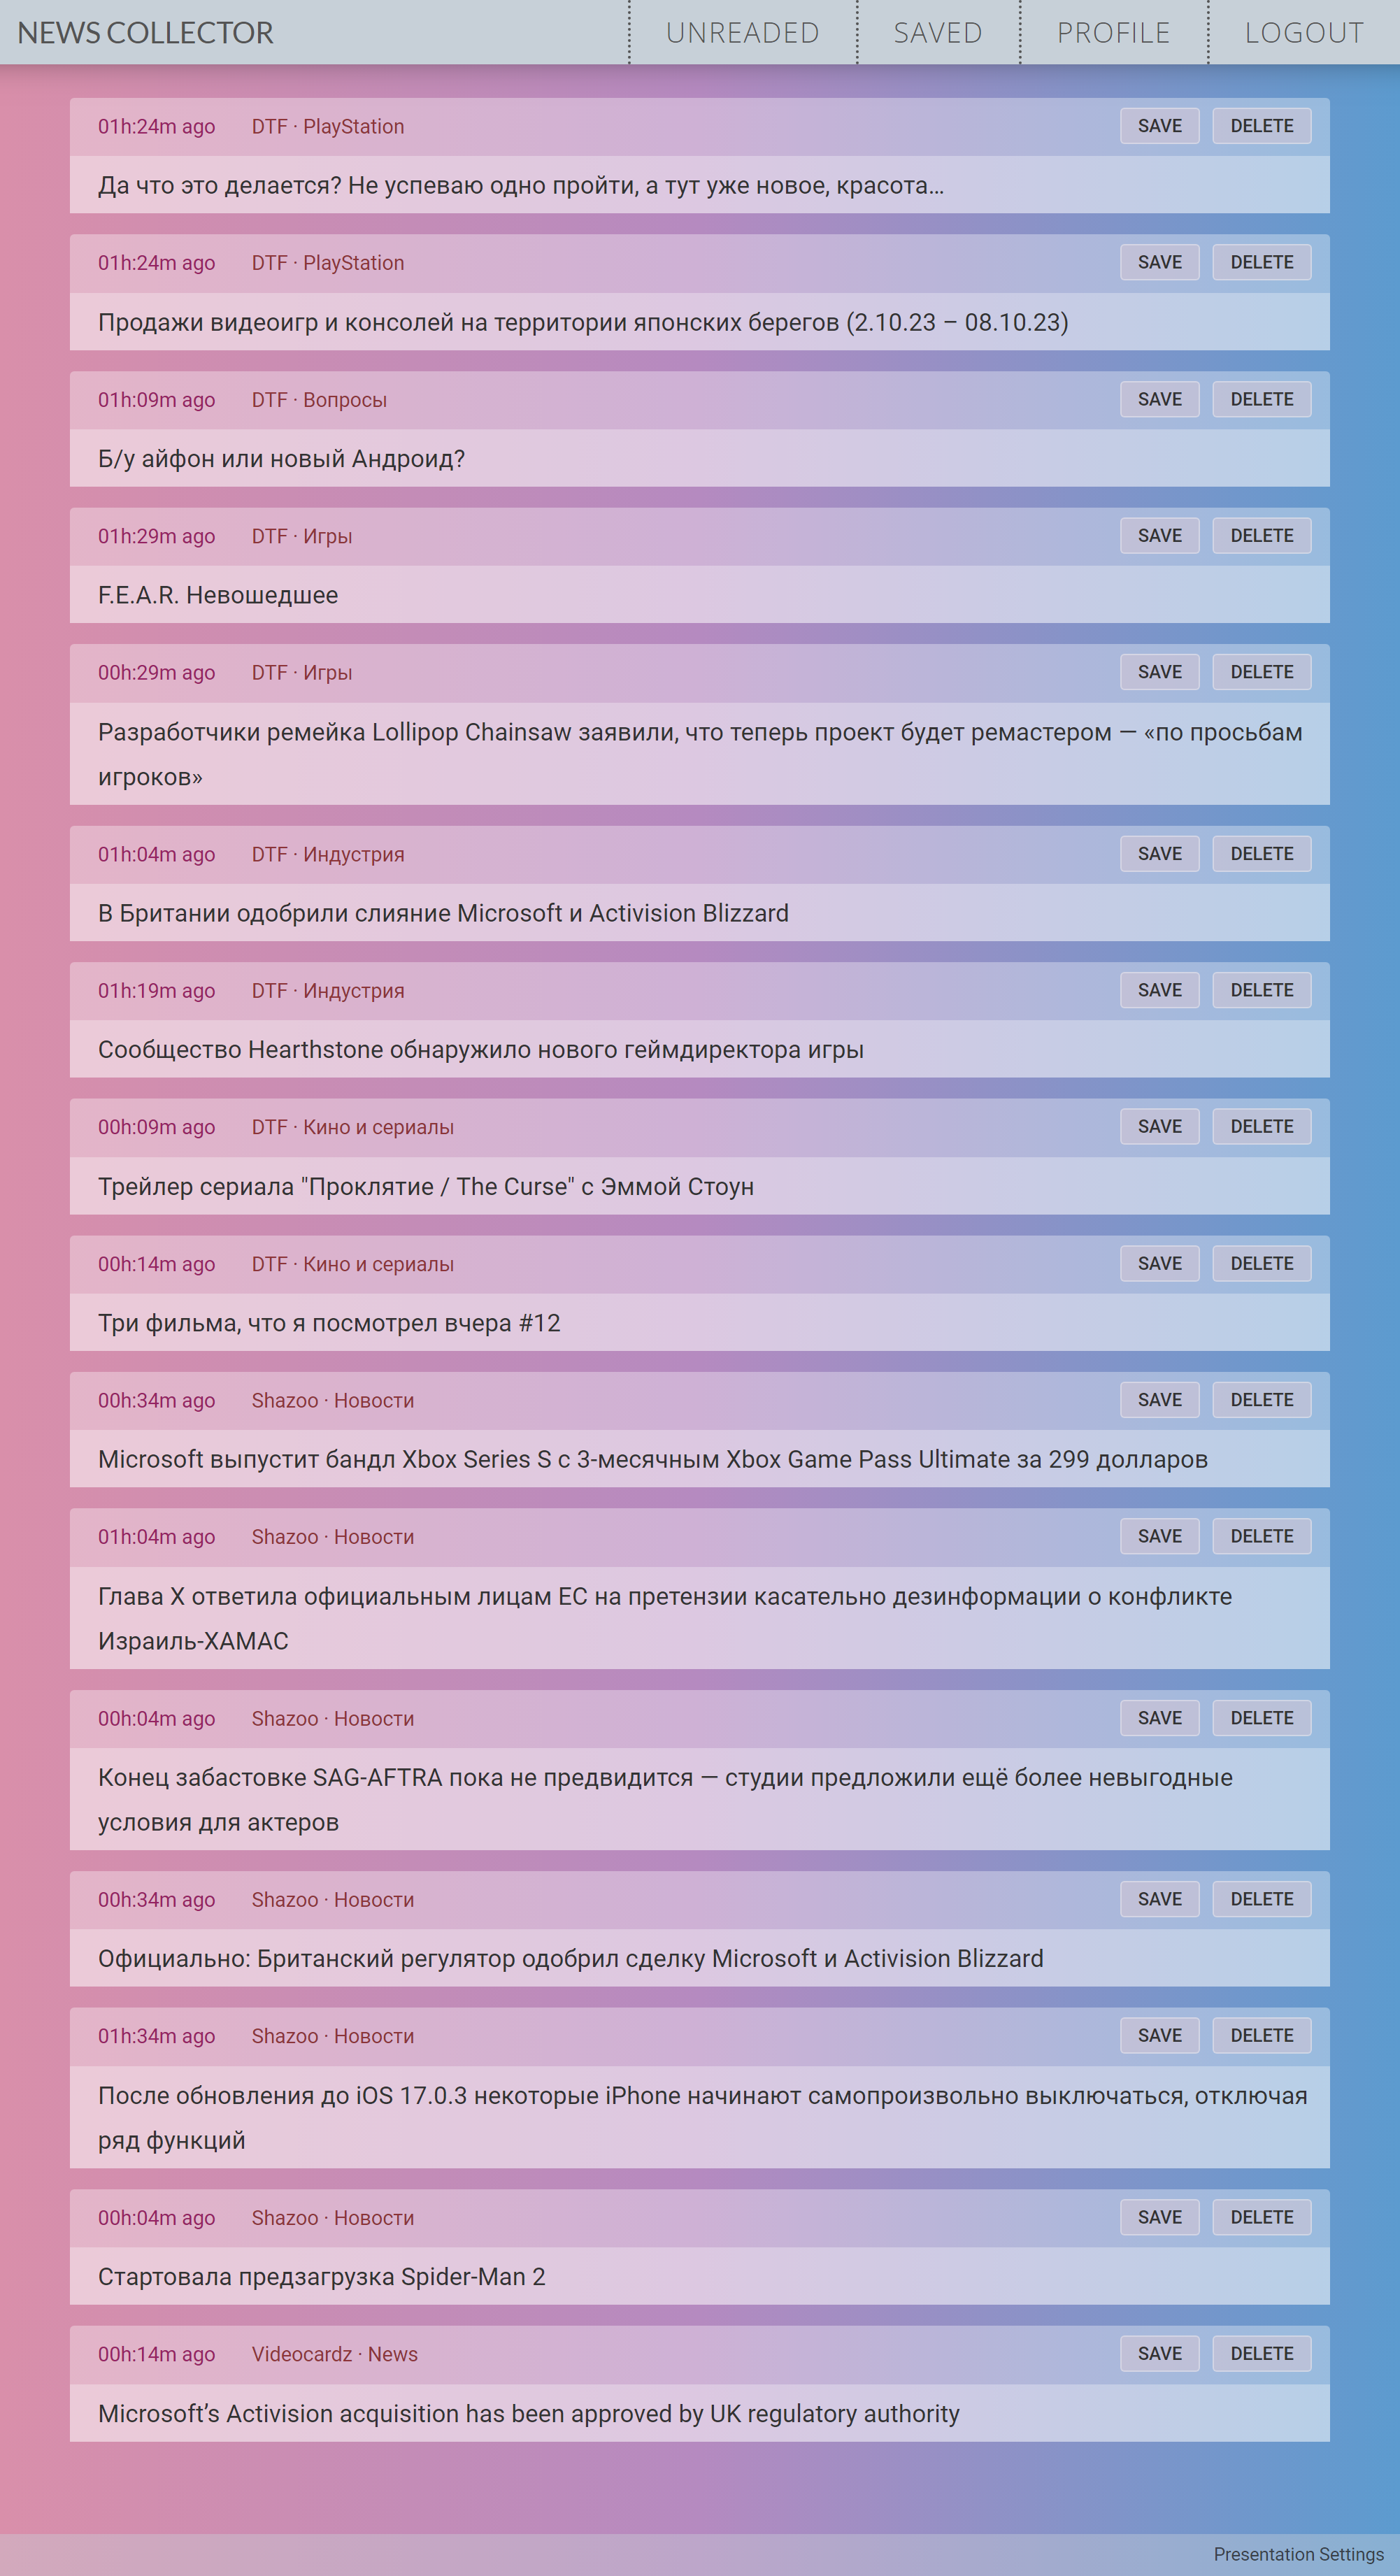 NEWS COLLECTOR UNREADED SAVED PROFILE LOGOUT
01h:24m ago DTF · PlayStation SAVE DELETE
Да что это делается? Не успеваю одно пройти, а тут уже новое, красота…
01h:24m ago DTF · PlayStation SAVE DELETE
Продажи видеоигр и консолей на территории японских берегов (2.10.23 – 08.10.23)
01h:09m ago DTF · Вопросы SAVE DELETE
Б/у айфон или новый Андроид?
01h:29m ago DTF · Игры SAVE DELETE
F.E.A.R. Невошедшее
00h:29m ago DTF · Игры SAVE DELETE
Разработчики ремейка Lollipop Chainsaw заявили, что теперь проект будет ремастером — «по просьбам
игроков»
01h:04m ago DTF · Индустрия SAVE DELETE
В Британии одобрили слияние Microsoft и Activision Blizzard
01h:19m ago DTF · Индустрия SAVE DELETE
Сообщество Hearthstone обнаружило нового геймдиректора игры
00h:09m ago DTF · Кино и сериалы SAVE DELETE
Трейлер сериала "Проклятие / The Curse" с Эммой Стоун
00h:14m ago DTF · Кино и сериалы SAVE DELETE
Три фильма, что я посмотрел вчера #12
00h:34m ago Shazoo · Новости SAVE DELETE
Microsoft выпустит бандл Xbox Series S с 3-месячным Xbox Game Pass Ultimate за 299 долларов
01h:04m ago Shazoo · Новости SAVE DELETE
Глава X ответила официальным лицам ЕС на претензии касательно дезинформации о конфликте
Израиль-ХАМАС
00h:04m ago Shazoo · Новости SAVE DELETE
Конец забастовке SAG-AFTRA пока не предвидится — студии предложили ещё более невыгодные
условия для актеров
00h:34m ago Shazoo · Новости SAVE DELETE
Официально: Британский регулятор одобрил сделку Microsoft и Activision Blizzard
01h:34m ago Shazoo · Новости SAVE DELETE
После обновления до iOS 17.0.3 некоторые iPhone начинают самопроизвольно выключаться, отключая
ряд функций
00h:04m ago Shazoo · Новости SAVE DELETE
Стартовала предзагрузка Spider-Man 2
00h:14m ago Videocardz · News SAVE DELETE
Microsoft’s Activision acquisition has been approved by UK regulatory authority
Presentation Settings